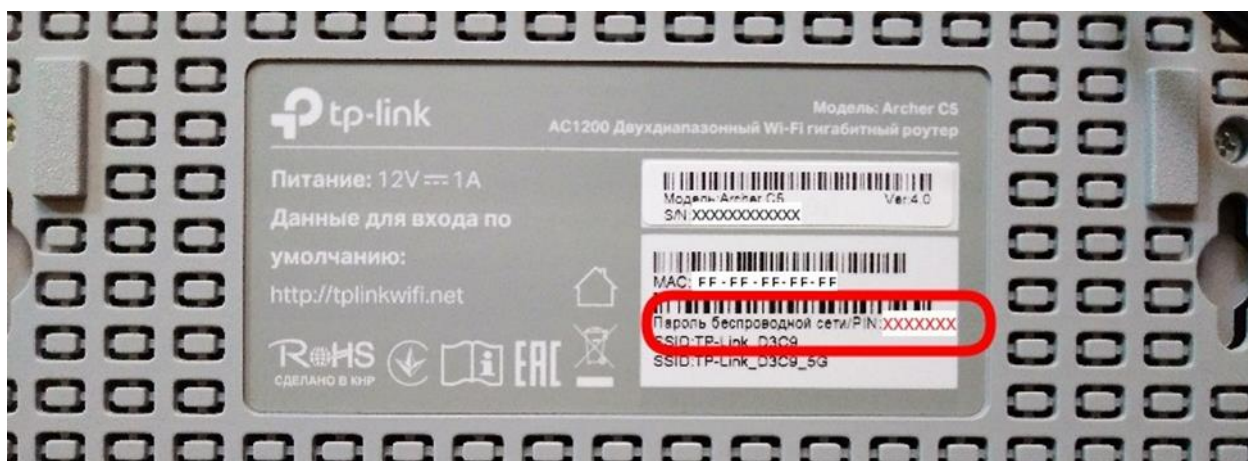 tp-link
Модель: Archer C5
AC1200 Двухдиапазонный Wi-Fi гигабитный роутер
Питание: 12V ⎓ 1A
Данные для входа по
умолчанию:
http://tplinkwifi.net
RoHS
СДЕЛАНО В КНР
EAC
Модель:Archer C5 Ver:4.0
S/N:XXXXXXXXXXXX
MAC: FF-FF-FF-FF-FF
Пароль беспроводной сети/PIN:XXXXXXX
SSID:TP-Link_D3C9
SSID:TP-Link_D3C9_5G